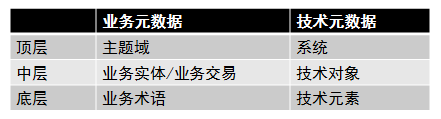 业务元数据 技术元数据
顶层 主题域 系统
中层 业务实体/业务交易 技术对象
底层 业务术语 技术元素